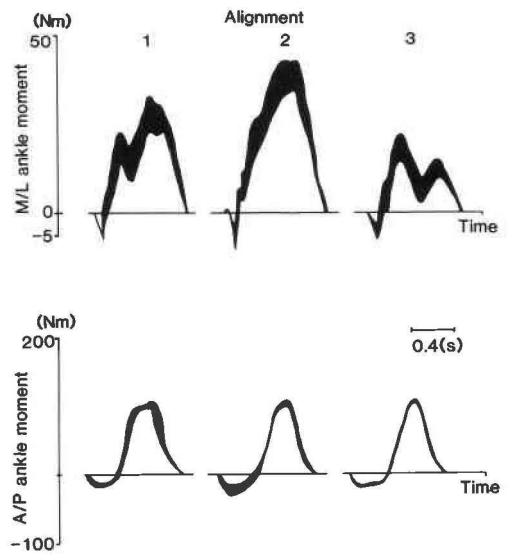 (Nm)
Alignment
50
1
2
3
M/L ankle moment
0
-5
Time
(Nm)
200
0.4(s)
A/P ankle moment
Time
-100